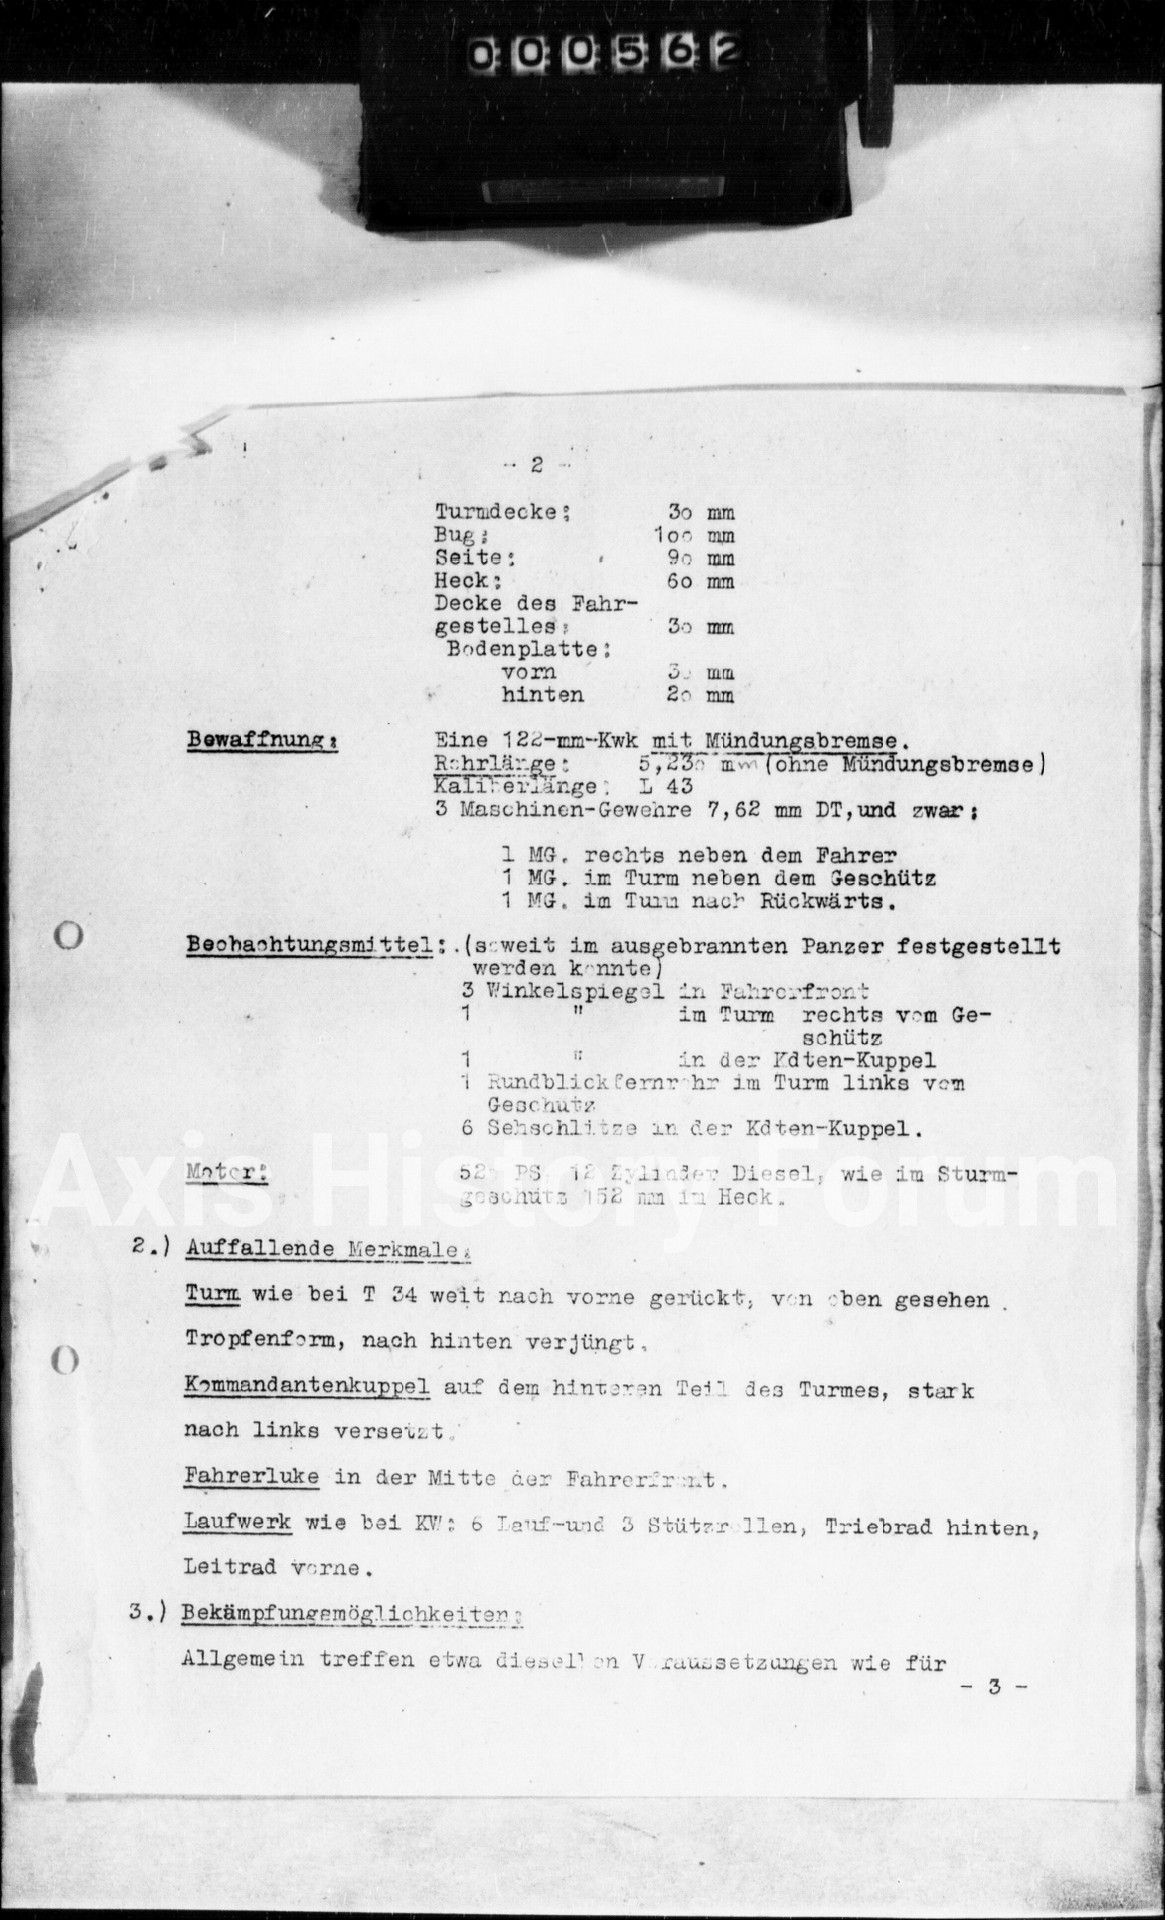 000562
- 2 -
Turmdecke: 3o mm
Bug: 1oo mm
Seite: 9o mm
Heck: 6o mm
Decke des Fahr-
gestelles: 3o mm
Bodenplatte:
vorn 3o mm
hinten 2o mm
Bewaffnung: Eine 122-mm-Kwk mit Mündungsbremse.
Rohrlänge: 5,23o mm (ohne Mündungsbremse)
Kaliberlänge: L 43
3 Maschinen-Gewehre 7,62 mm DT,und zwar:
1 MG. rechts neben dem Fahrer
1 MG. im Turm neben dem Geschütz
1 MG. im Turm nach Rückwärts.
Beobachtungsmittel: (soweit im ausgebrannten Panzer festgestellt
werden konnte)
3 Winkelspiegel in Fahrerfront
1 " im Turm rechts vom Ge-
schütz
1 " in der Kdten-Kuppel
1 Rundblickfernrohr im Turm links vom
Geschütz
6 Sehschlitze in der Kdten-Kuppel.
Axis History Forum
Motor: 52o PS, 12 Zylinder Diesel, wie im Sturm-
geschütz 152 mm im Heck.
2.) Auffallende Merkmale:
Turm wie bei T 34 weit nach vorne gerückt, von oben gesehen
Tropfenform, nach hinten verjüngt.
Kommandantenkuppel auf dem hinteren Teil des Turmes, stark
nach links versetzt.
Fahrerluke in der Mitte der Fahrerfront.
Laufwerk wie bei KW: 6 Lauf-und 3 Stützrollen, Triebrad hinten,
Leitrad vorne.
3.) Bekämpfungsmöglichkeiten:
Allgemein treffen etwa dieselben Voraussetzungen wie für
- 3 -